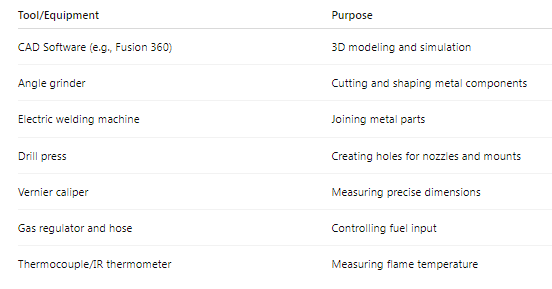 Tool/Equipment Purpose
CAD Software (e.g., Fusion 360) 3D modeling and simulation
Angle grinder Cutting and shaping metal components
Electric welding machine Joining metal parts
Drill press Creating holes for nozzles and mounts
Vernier caliper Measuring precise dimensions
Gas regulator and hose Controlling fuel input
Thermocouple/IR thermometer Measuring flame temperature